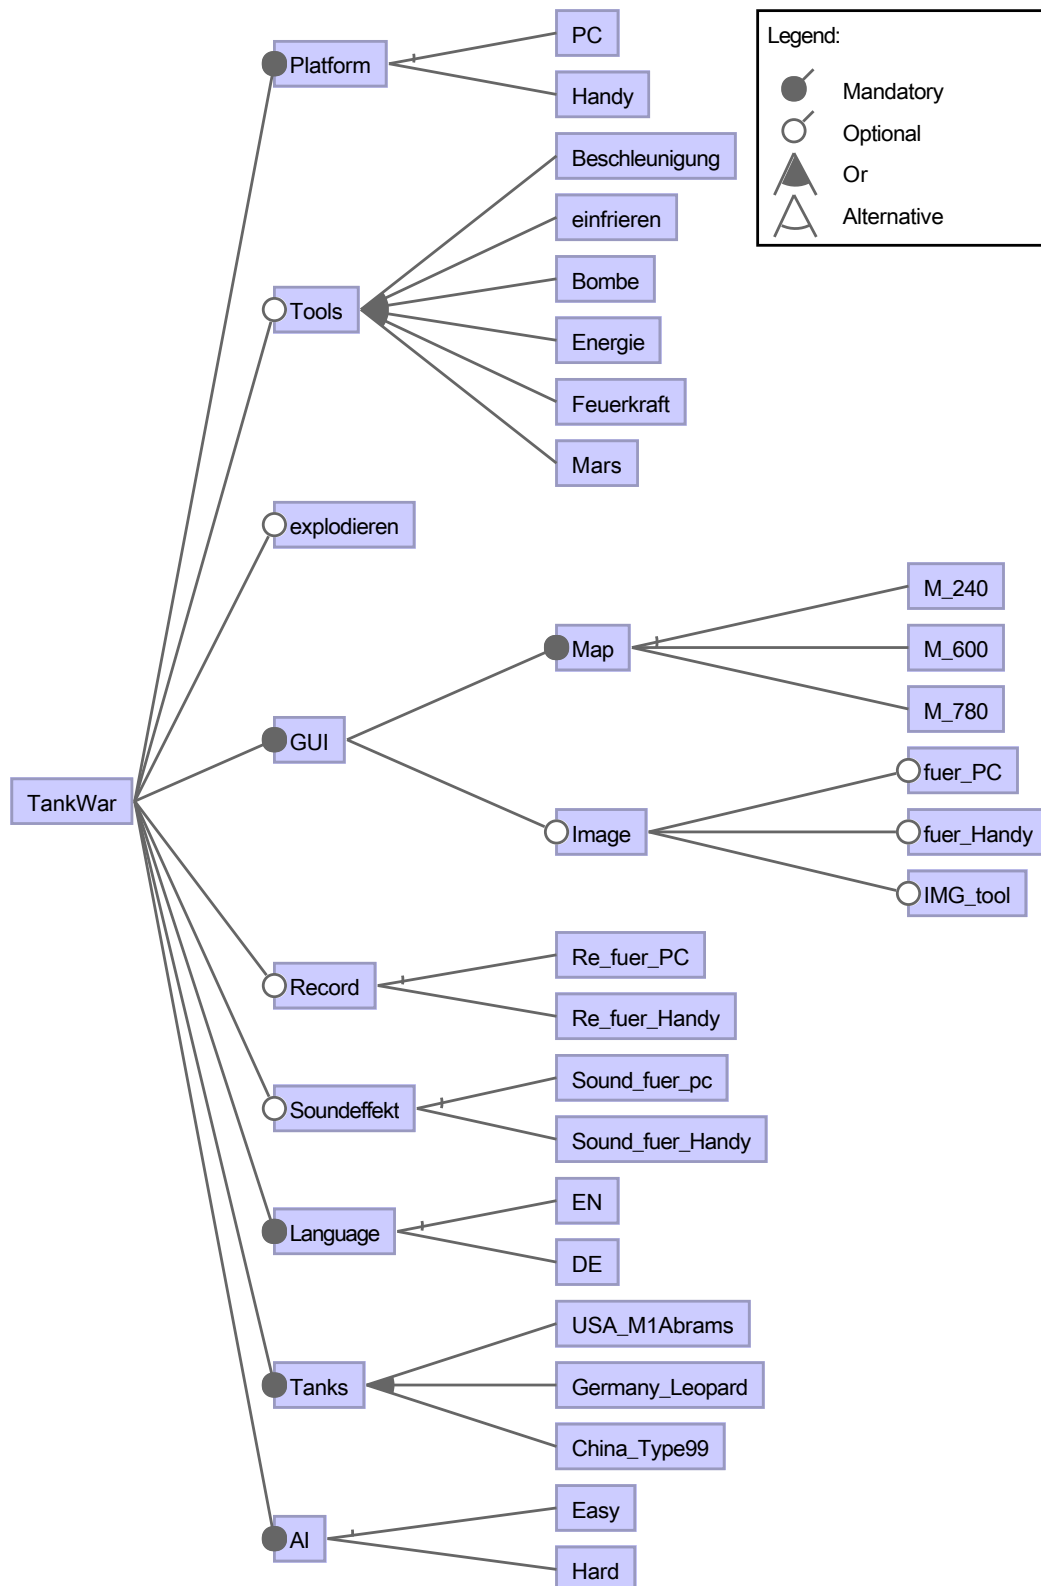 PC
Legend:
Platform
Mandatory
Handy
Optional
Beschleunigung
Or
einfrieren
Alternative
Bombe
Tools
Energie
Feuerkraft
Mars
explodieren
M_240
Map
M_600
M_780
GUI
fuer_PC
TankWar
Image
fuer_Handy
IMG_tool
Re_fuer_PC
Record
Re_fuer_Handy
Sound_fuer_pc
Soundeffekt
Sound_fuer_Handy
EN
Language
DE
USA_M1Abrams
Tanks
Germany_Leopard
China_Type99
Easy
AI
Hard